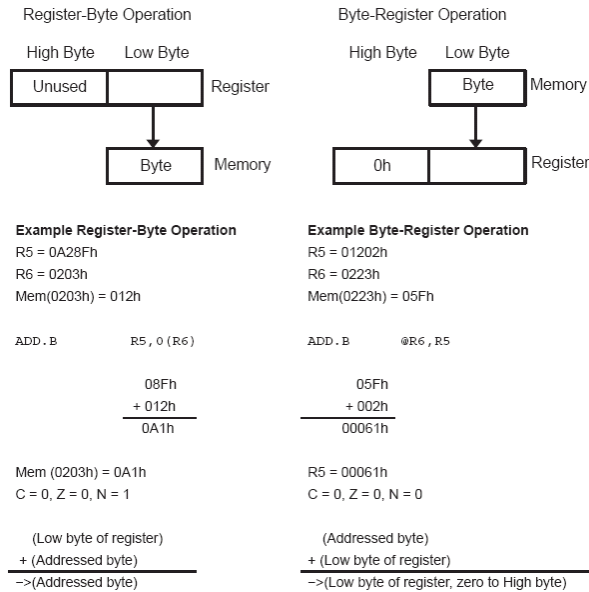 Register-Byte Operation
High Byte Low Byte
Unused Register
Byte Memory
Example Register-Byte Operation
R5 = 0A28Fh
R6 = 0203h
Mem(0203h) = 012h
ADD.B R5,0(R6)
08Fh
+ 012h
0A1h
Mem (0203h) = 0A1h
C = 0, Z = 0, N = 1
(Low byte of register)
+ (Addressed byte)
−>(Addressed byte)
Byte-Register Operation
High Byte Low Byte
Byte Memory
0h Register
Example Byte-Register Operation
R5 = 01202h
R6 = 0223h
Mem(0223h) = 05Fh
ADD.B @R6,R5
05Fh
+ 002h
00061h
R5 = 00061h
C = 0, Z = 0, N = 0
(Addressed byte)
+ (Low byte of register)
−>(Low byte of register, zero to High byte)